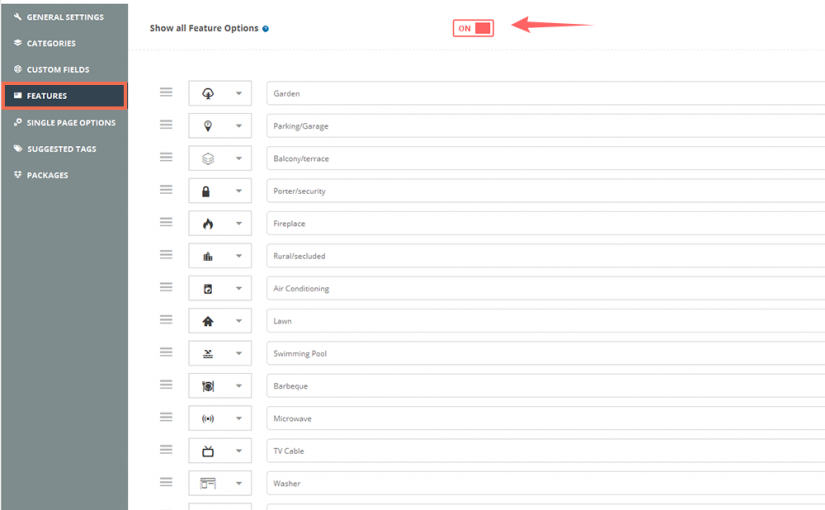 GENERAL SETTINGS
CATEGORIES
CUSTOM FIELDS
FEATURES
SINGLE PAGE OPTIONS
SUGGESTED TAGS
PACKAGES
Show all Feature Options
ON
Garden
Parking/Garage
Balcony/terrace
Porter/security
Fireplace
Rural/secluded
Air Conditioning
Lawn
Swimming Pool
Barbeque
Microwave
TV Cable
Washer